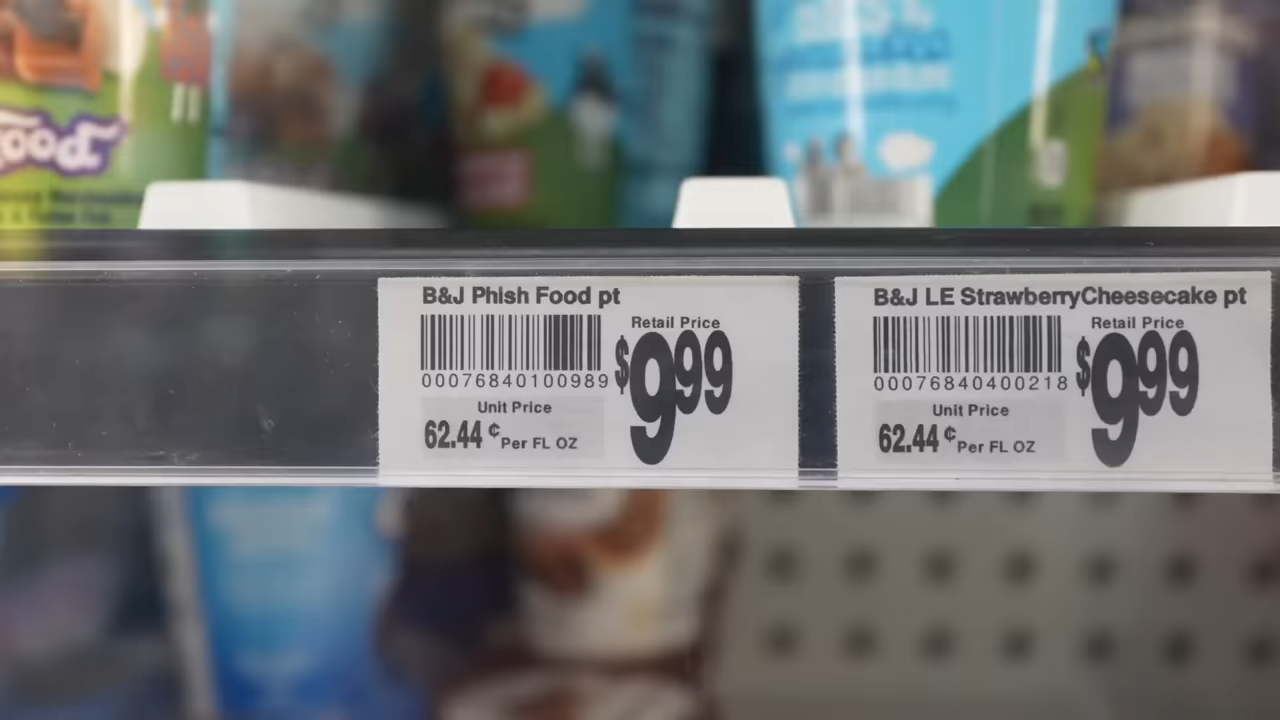 ood
B&J Phish Food pt
Retail Price
$9.99
00076840100989
Unit Price
62.44 ¢ Per FL OZ
B&J LE StrawberryCheesecake pt
Retail Price
$9.99
00076840400218
Unit Price
62.44 ¢ Per FL OZ